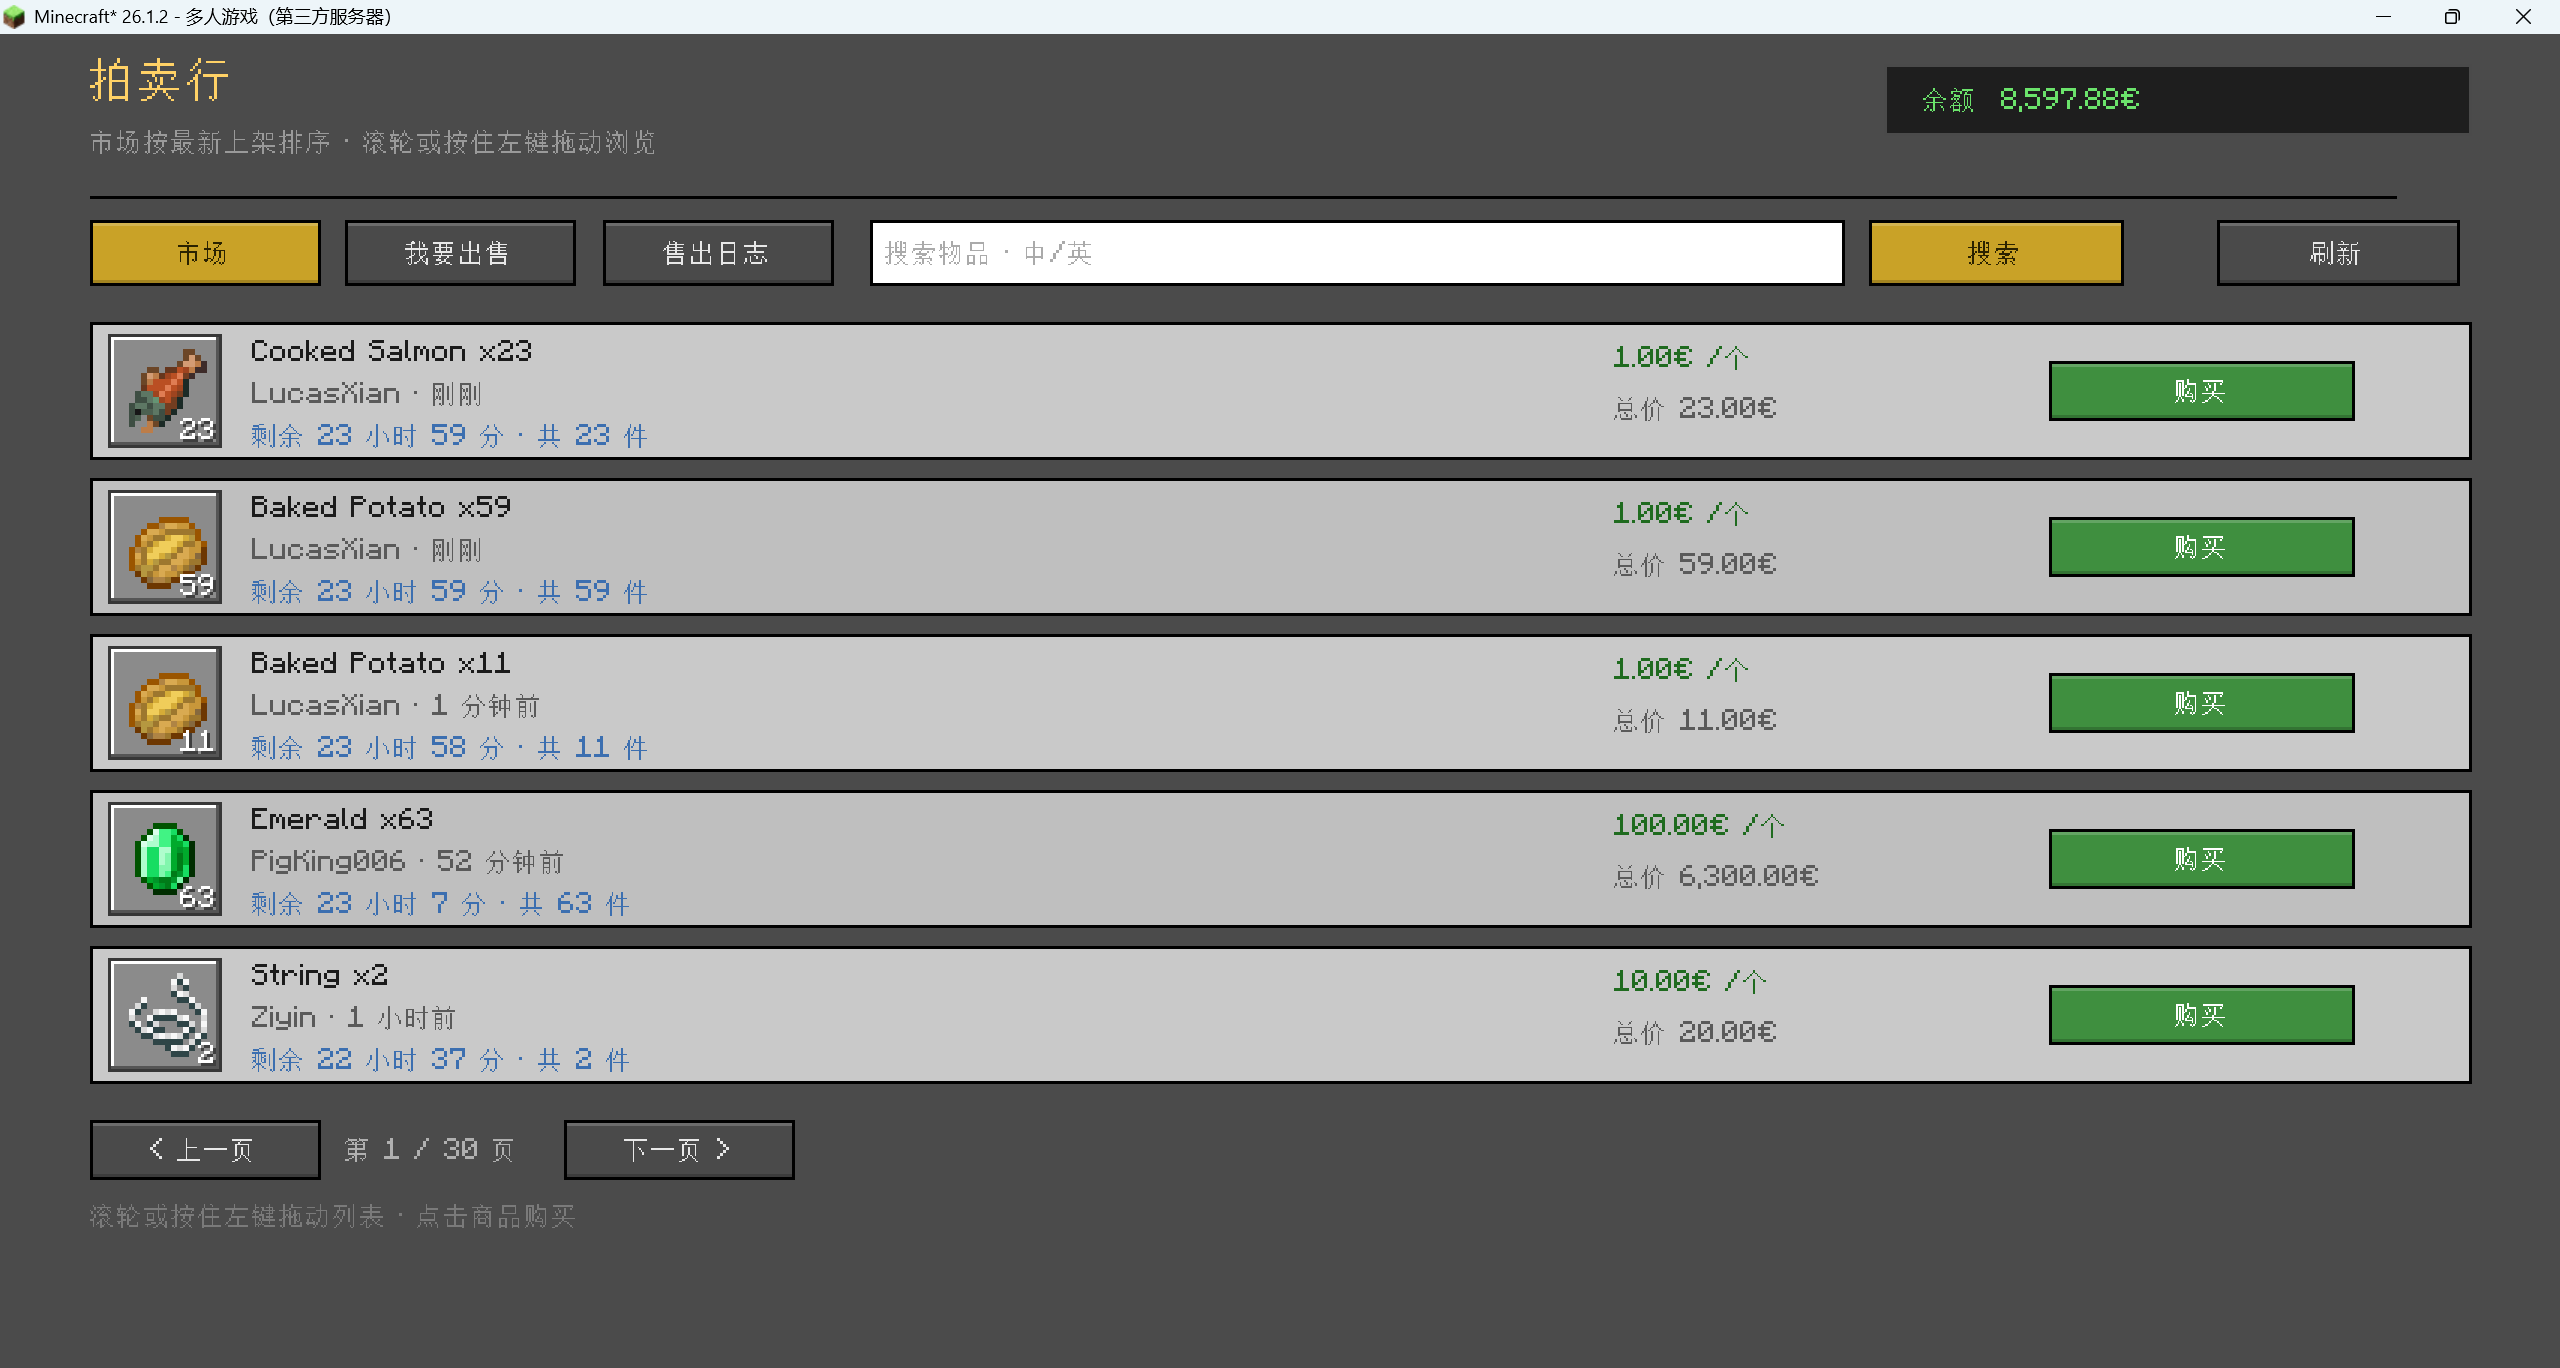 Minecraft* 26.1.2 - 多人游戏（第三方服务器）
拍卖行
余额 8,597.88€
市场按最新上架排序 · 滚轮或按住左键拖动浏览
市场
我要出售
售出日志
搜索物品 · 中/英
搜索
刷新
Cooked Salmon x23
LucasXian · 刚刚
剩余 23 小时 59 分 · 共 23 件
23
1.00€ /个
总价 23.00€
购买
Baked Potato x59
LucasXian · 刚刚
剩余 23 小时 59 分 · 共 59 件
59
1.00€ /个
总价 59.00€
购买
Baked Potato x11
LucasXian · 1 分钟前
剩余 23 小时 58 分 · 共 11 件
11
1.00€ /个
总价 11.00€
购买
Emerald x63
PigKing006 · 52 分钟前
剩余 23 小时 7 分 · 共 63 件
63
100.00€ /个
总价 6,300.00€
购买
String x2
Ziyin · 1 小时前
剩余 22 小时 37 分 · 共 2 件
2
10.00€ /个
总价 20.00€
购买
< 上一页
第 1 / 30 页
下一页 >
滚轮或按住左键拖动列表 · 点击商品购买